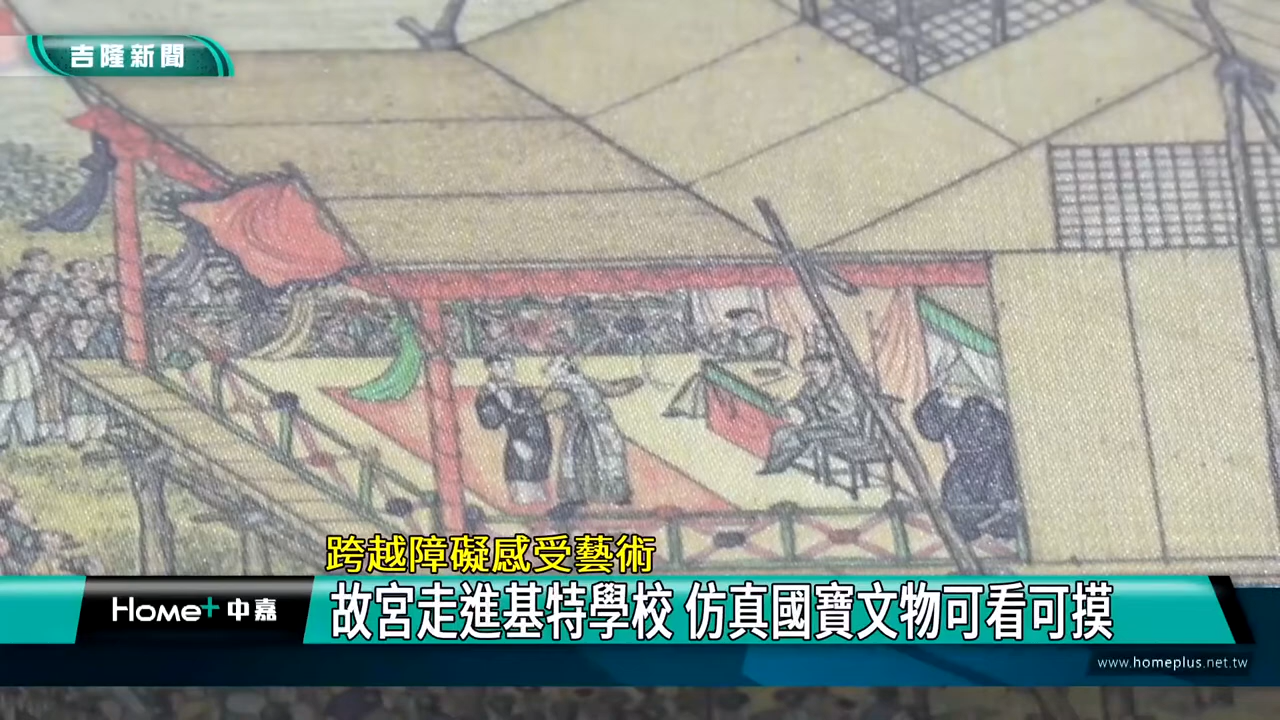 吉隆新聞
跨越障礙感受藝術
Home+中嘉
故宮走進基特學校 仿真國寶文物可看可摸
www.homeplus.net.tw